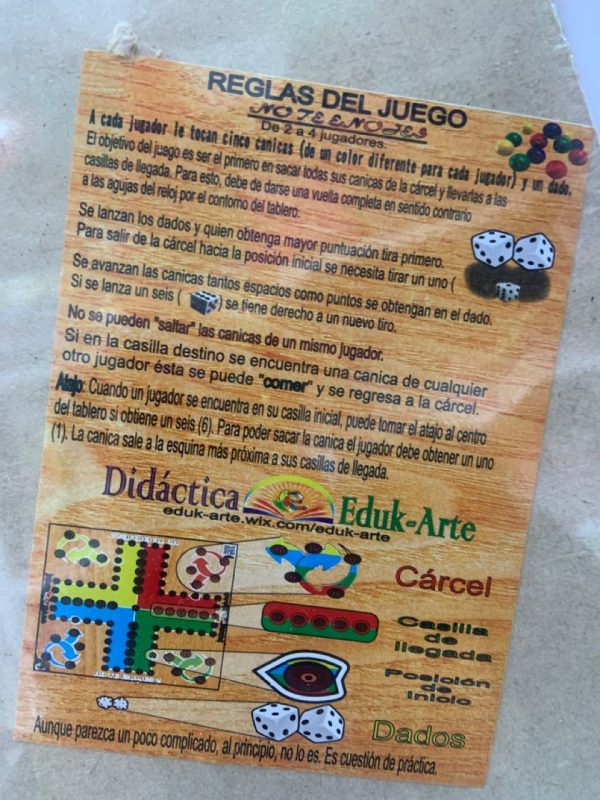 REGLAS DEL JUEGO
NO TE ENOJES
De 2 a 4 jugadores.
A cada jugador le tocan cinco canicas (de un color diferente para cada jugador) y un dado.
El objetivo del juego es ser el primero en sacar todas sus canicas de la cárcel y llevarlas a las
casillas de llegada. Para esto, debe de darse una vuelta completa en sentido contrario
a las agujas del reloj por el contorno del tablero.
Se lanzan los dados y quien obtenga mayor puntuación tira primero.
Para salir de la cárcel hacia la posición inicial se necesita tirar un uno (
Se avanzan las canicas tantos espacios como puntos se obtengan en el dado.
Si se lanza un seis ( ) se tiene derecho a un nuevo tiro.
No se pueden "saltar" las canicas de un mismo jugador.
Si en la casilla destino se encuentra una canica de cualquier
otro jugador ésta se puede "comer" y se regresa a la cárcel.
Atajo: Cuando un jugador se encuentra en su casilla inicial, puede tomar el atajo al centro
del tablero si obtiene un seis (6). Para poder sacar la canica el jugador debe obtener un uno
(1). La canica sale a la esquina más próxima a sus casillas de llegada.
Didáctica Eduk-Arte
eduk-arte.wix.com/eduk-arte
Cárcel
Casilla
de
llegada
Posición
de
inicio
Dados
Aunque parezca un poco complicado, al principio, no lo es. Es cuestión de práctica.